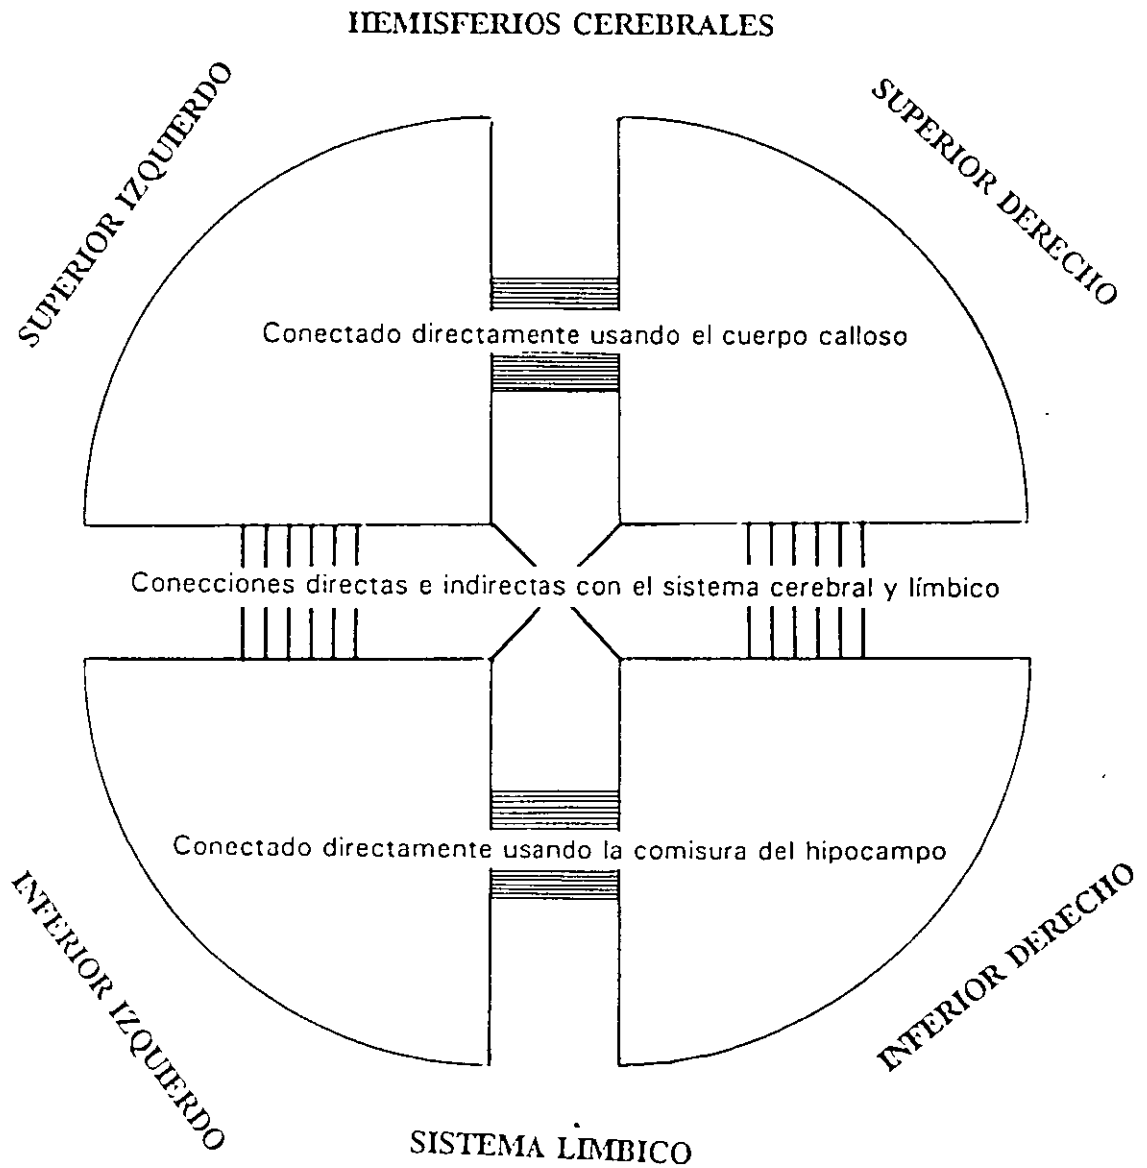 HEMISFERIOS CEREBRALES
SUPERIOR IZQUIERDO
SUPERIOR DERECHO
Conectado directamente usando el cuerpo calloso
Conecciones directas e indirectas con el sistema cerebral y límbico
Conectado directamente usando la comisura del hipocampo
INFERIOR IZQUIERDO
INFERIOR DERECHO
SISTEMA LÍMBICO